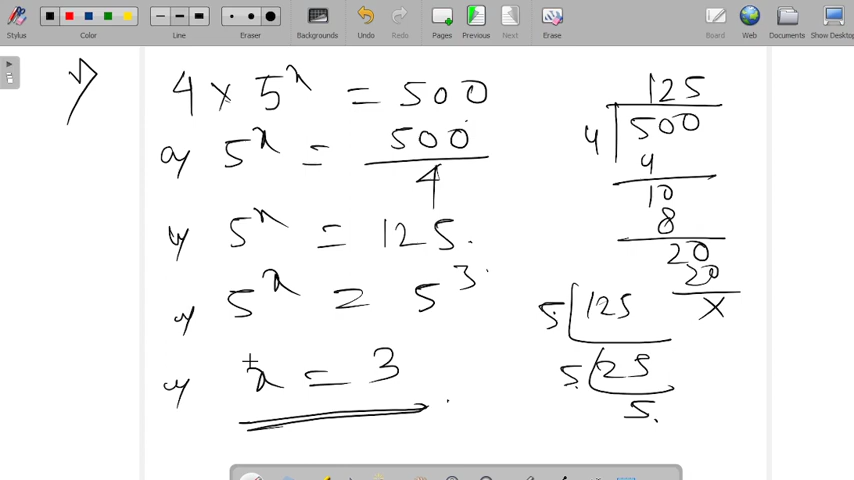 Stylus Color Line Eraser Backgrounds Undo Redo Pages Previous Next Erase Board Web Documents Show Desktop
4 × 5^x = 500
or 5^x = 500/4
or 5^x = 125.
or 5^x = 5^3.
or x = 3
125
4 500
4
10
8
20
20
×
5 125
5 25
5.